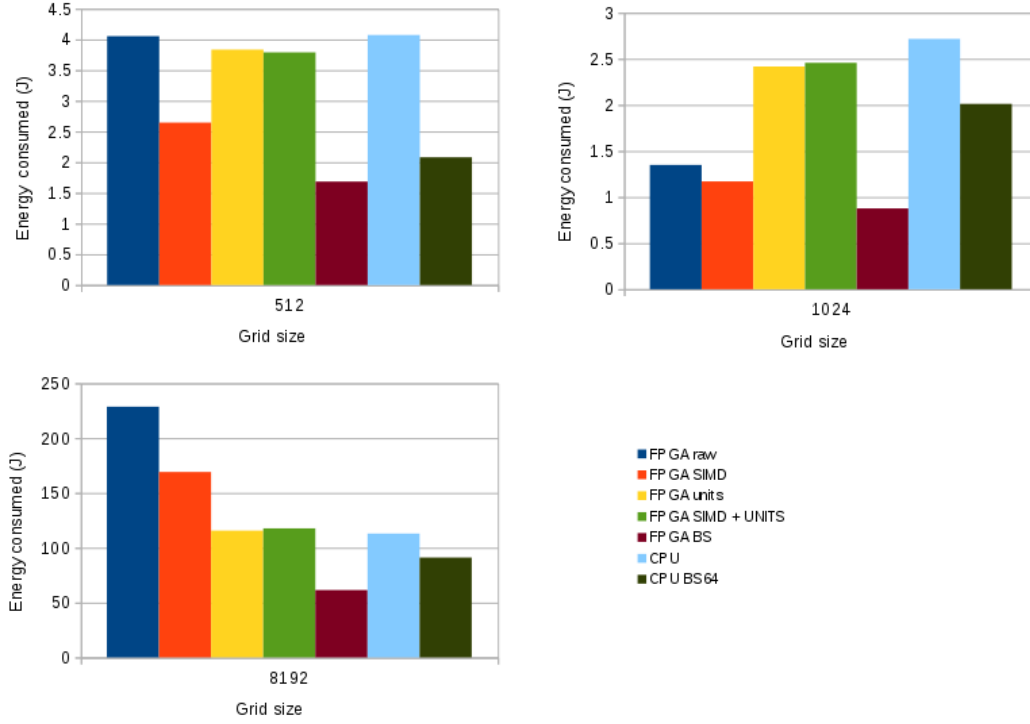 4.5
4
3.5
3
2.5
2
1.5
1
0.5
0
Energy consumed (J)
512
Grid size
3
2.5
2
1.5
1
0.5
0
Energy consumed (J)
1024
Grid size
250
200
150
100
50
0
Energy consumed (J)
8192
Grid size
FPGA raw
FPGA SIMD
FPGA units
FPGA SIMD + UNITS
FPGA BS
CPU
CPU BS64